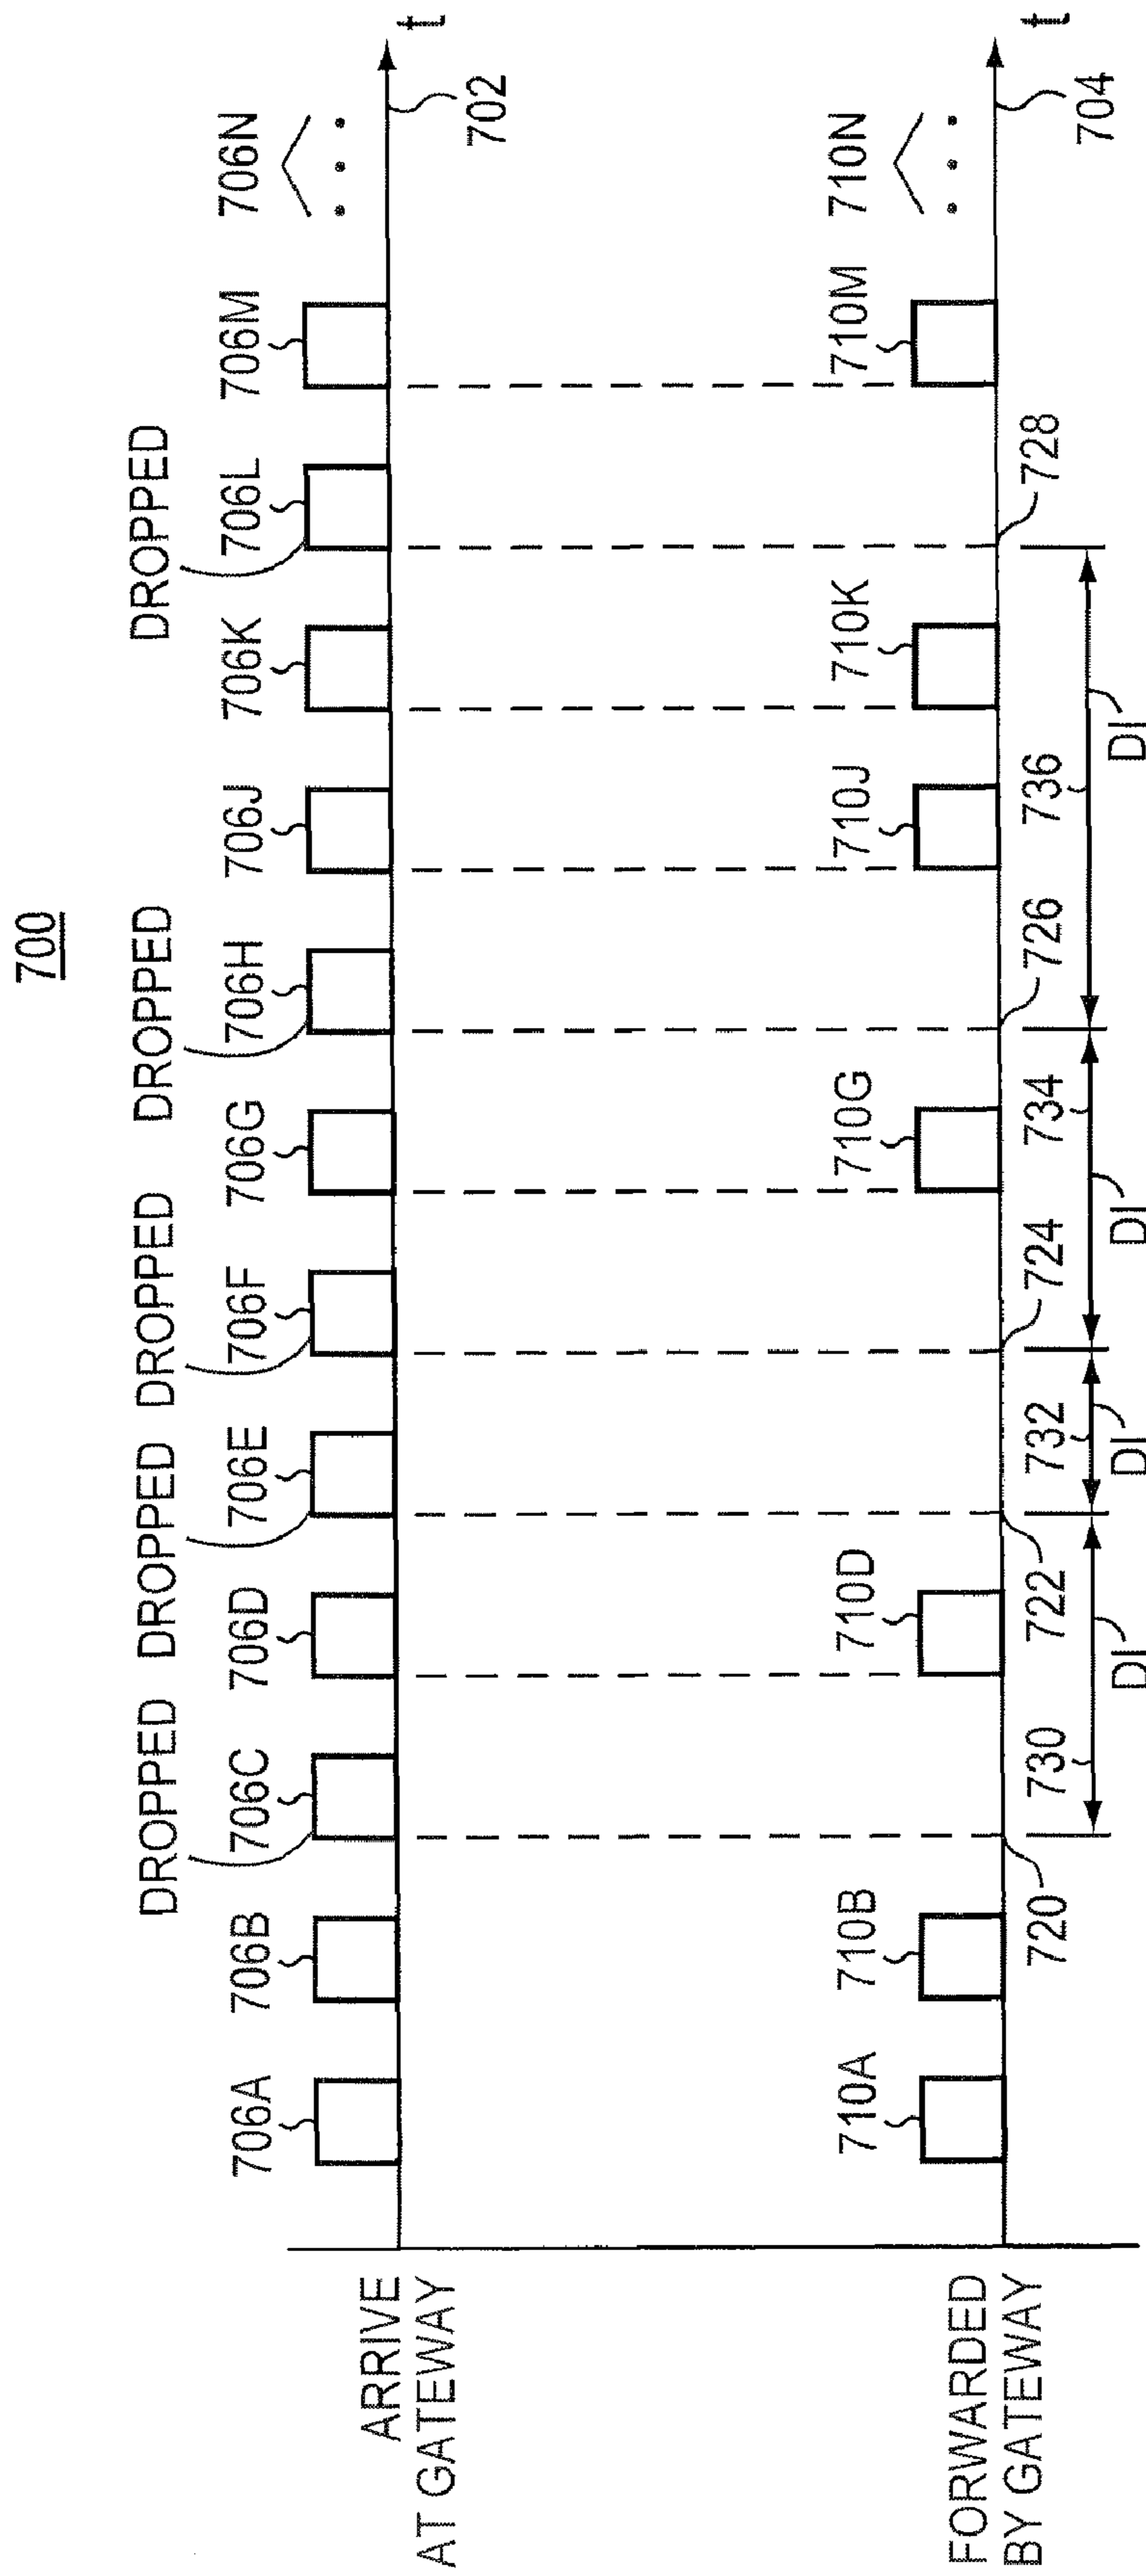 700
DROPPED DROPPED DROPPED DROPPED DROPPED
706A 706B 706C 706D 706E 706F 706G 706H 706J 706K 706L 706M 706N
ARRIVE
AT GATEWAY
t
702
710A 710B 710D 710G 710J 710K 710M 710N
FORWARDED
BY GATEWAY
t
704
720 730 722 732 724 734 726 736 728
DI DI DI DI